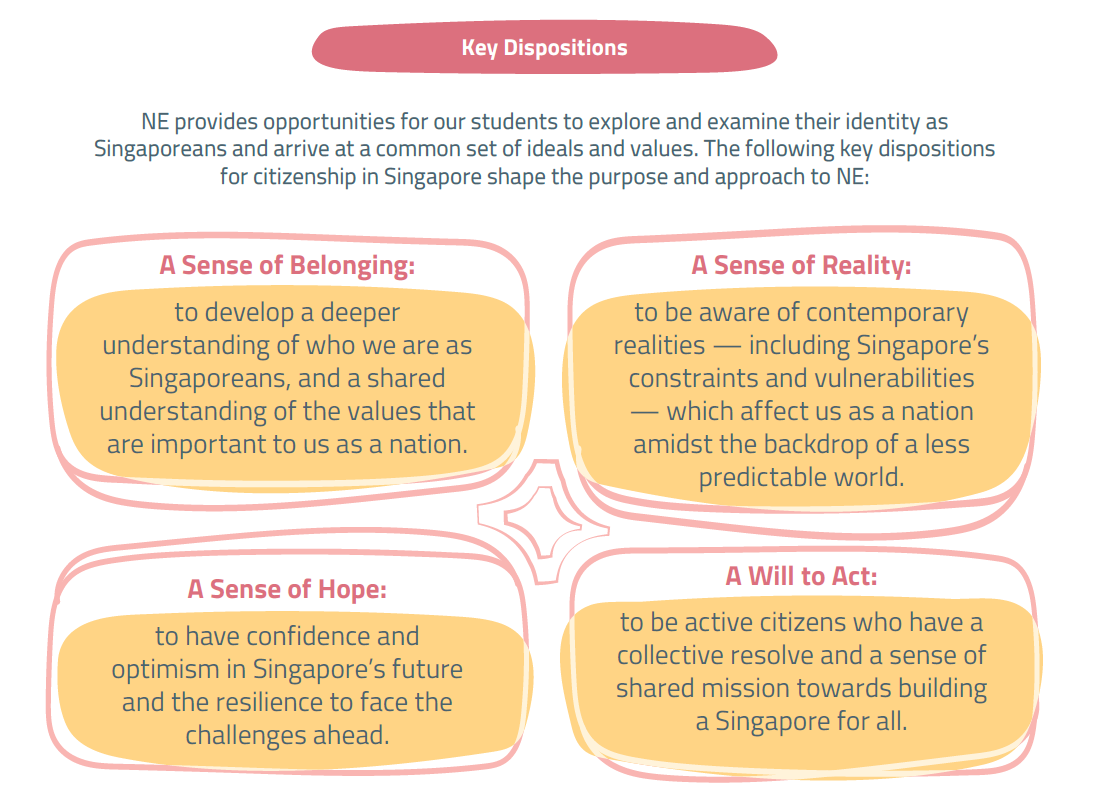 Key Dispositions
NE provides opportunities for our students to explore and examine their identity as
Singaporeans and arrive at a common set of ideals and values. The following key dispositions
for citizenship in Singapore shape the purpose and approach to NE:
A Sense of Belonging:
to develop a deeper
understanding of who we are as
Singaporeans, and a shared
understanding of the values that
are important to us as a nation.
A Sense of Reality:
to be aware of contemporary
realities — including Singapore’s
constraints and vulnerabilities
— which affect us as a nation
amidst the backdrop of a less
predictable world.
A Sense of Hope:
to have confidence and
optimism in Singapore’s future
and the resilience to face the
challenges ahead.
A Will to Act:
to be active citizens who have a
collective resolve and a sense of
shared mission towards building
a Singapore for all.